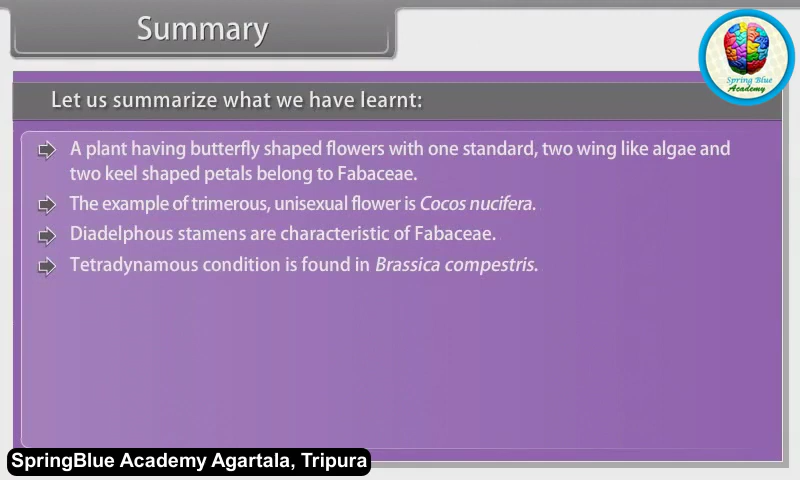 Summary
Spring Blue
Academy
Let us summarize what we have learnt:
A plant having butterfly shaped flowers with one standard, two wing like algae and
two keel shaped petals belong to Fabaceae.
The example of trimerous, unisexual flower is Cocos nucifera.
Diadelphous stamens are characteristic of Fabaceae.
Tetradynamous condition is found in Brassica compestris.
SpringBlue Academy Agartala, Tripura